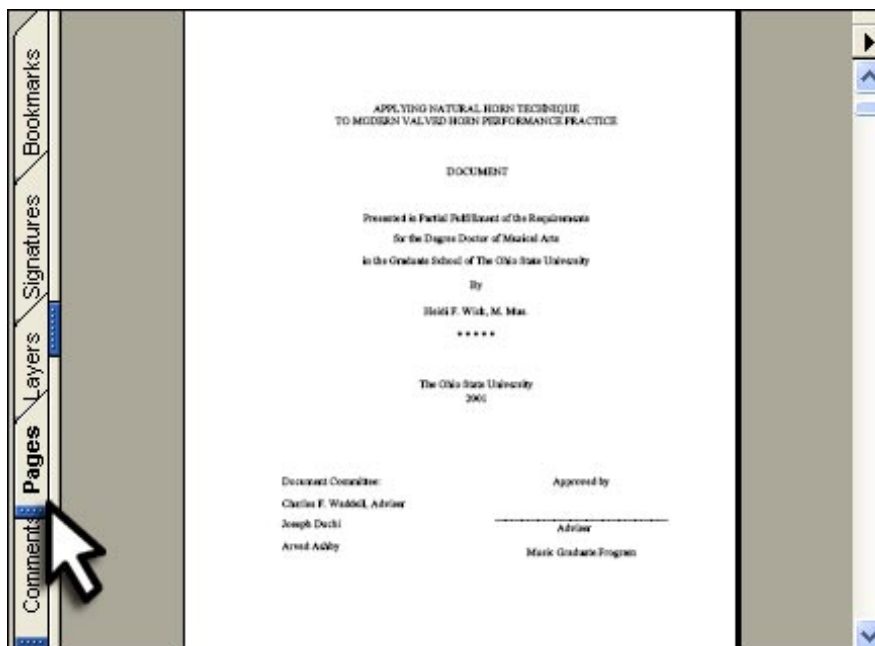 Bookmarks
Signatures
Layers
Pages
Comments
APPLYING NATURAL HORN TECHNIQUE
TO MODERN VALVED HORN PERFORMANCE PRACTICE
DOCUMENT
Presented in Partial Fulfillment of the Requirements
for the Degree Doctor of Musical Arts
in the Graduate School of The Ohio State University
By
Heidi F. Wick, M. Mus.
* * * * *
The Ohio State University
2001
Document Committee:
Charles F. Waddell, Adviser
Joseph Duchi
Arved Ashby
Approved by
Adviser
Music Graduate Program